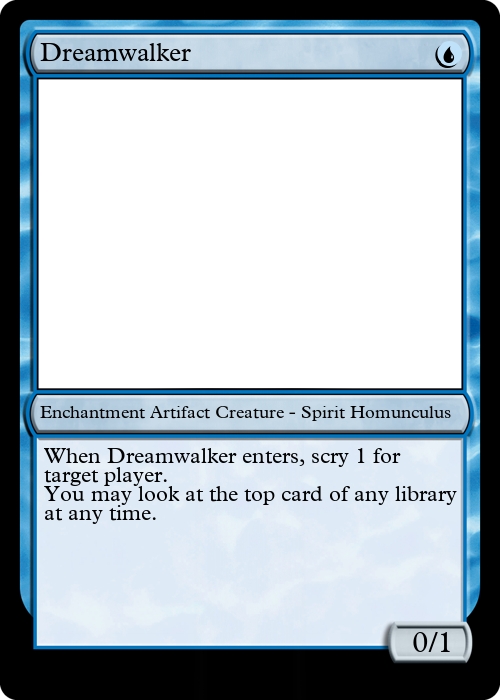 Dreamwalker
Enchantment Artifact Creature - Spirit Homunculus
When Dreamwalker enters, scry 1 for
target player.
You may look at the top card of any library
at any time.
0/1